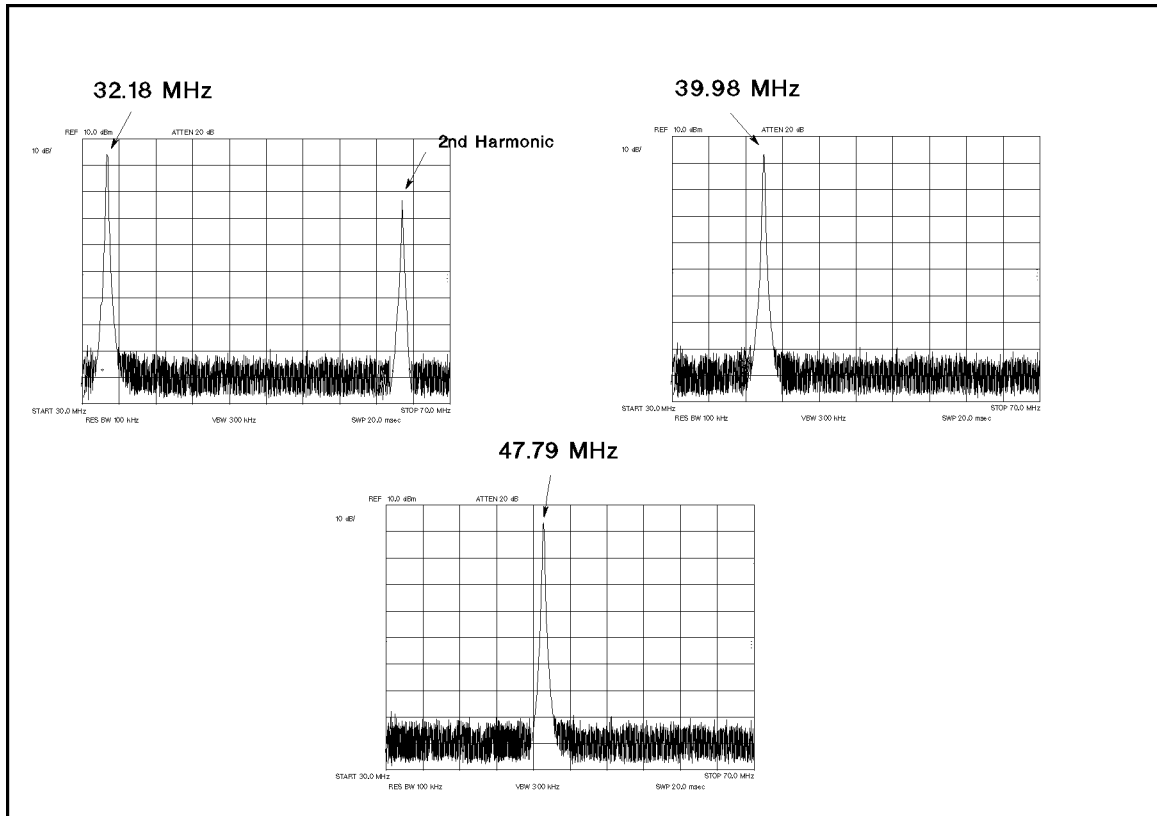 32.18 MHz
REF 10.0 dBm ATTEN 20 dB
10 dB/
2nd Harmonic
START 30.0 MHz STOP 70.0 MHz
RES BW 100 kHz VBW 300 kHz SWP 20.0 msec
39.98 MHz
REF 10.0 dBm ATTEN 20 dB
10 dB/
START 30.0 MHz STOP 70.0 MHz
RES BW 100 kHz VBW 300 kHz SWP 20.0 msec
47.79 MHz
REF 10.0 dBm ATTEN 20 dB
10 dB/
START 30.0 MHz STOP 70.0 MHz
RES BW 100 kHz VBW 300 kHz SWP 20.0 msec